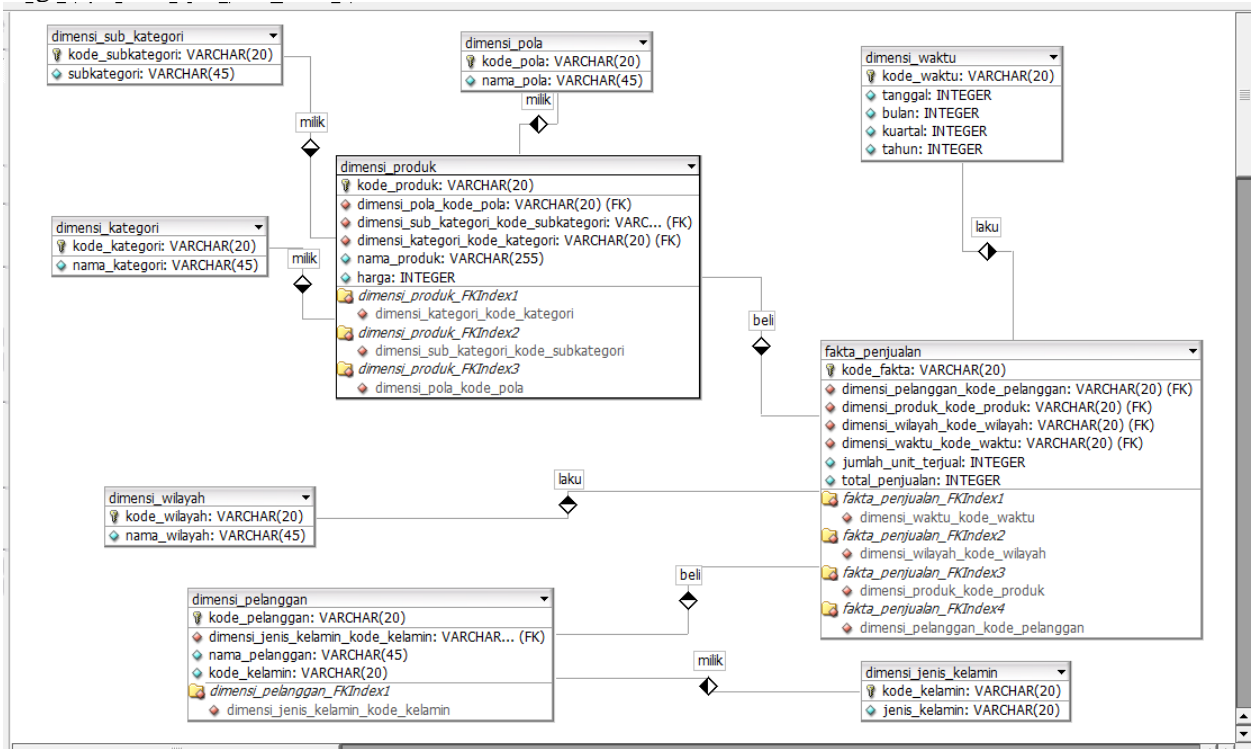 dimensi_sub_kategori
kode_subkategori: VARCHAR(20)
subkategori: VARCHAR(45)
dimensi_pola
kode_pola: VARCHAR(20)
nama_pola: VARCHAR(45)
dimensi_waktu
kode_waktu: VARCHAR(20)
tanggal: INTEGER
bulan: INTEGER
kuartal: INTEGER
tahun: INTEGER
milik
milik
dimensi_produk
kode_produk: VARCHAR(20)
dimensi_pola_kode_pola: VARCHAR(20) (FK)
dimensi_sub_kategori_kode_subkategori: VARC... (FK)
dimensi_kategori_kode_kategori: VARCHAR(20) (FK)
nama_produk: VARCHAR(255)
harga: INTEGER
dimensi_produk_FKIndex1
dimensi_kategori_kode_kategori
dimensi_produk_FKIndex2
dimensi_sub_kategori_kode_subkategori
dimensi_produk_FKIndex3
dimensi_pola_kode_pola
dimensi_kategori
kode_kategori: VARCHAR(20)
nama_kategori: VARCHAR(45)
milik
laku
beli
fakta_penjualan
kode_fakta: VARCHAR(20)
dimensi_pelanggan_kode_pelanggan: VARCHAR(20) (FK)
dimensi_produk_kode_produk: VARCHAR(20) (FK)
dimensi_wilayah_kode_wilayah: VARCHAR(20) (FK)
dimensi_waktu_kode_waktu: VARCHAR(20) (FK)
jumlah_unit_terjual: INTEGER
total_penjualan: INTEGER
fakta_penjualan_FKIndex1
dimensi_waktu_kode_waktu
fakta_penjualan_FKIndex2
dimensi_wilayah_kode_wilayah
fakta_penjualan_FKIndex3
dimensi_produk_kode_produk
fakta_penjualan_FKIndex4
dimensi_pelanggan_kode_pelanggan
laku
dimensi_wilayah
kode_wilayah: VARCHAR(20)
nama_wilayah: VARCHAR(45)
beli
dimensi_pelanggan
kode_pelanggan: VARCHAR(20)
dimensi_jenis_kelamin_kode_kelamin: VARCHAR... (FK)
nama_pelanggan: VARCHAR(45)
kode_kelamin: VARCHAR(20)
dimensi_pelanggan_FKIndex1
dimensi_jenis_kelamin_kode_kelamin
milik
dimensi_jenis_kelamin
kode_kelamin: VARCHAR(20)
jenis_kelamin: VARCHAR(20)